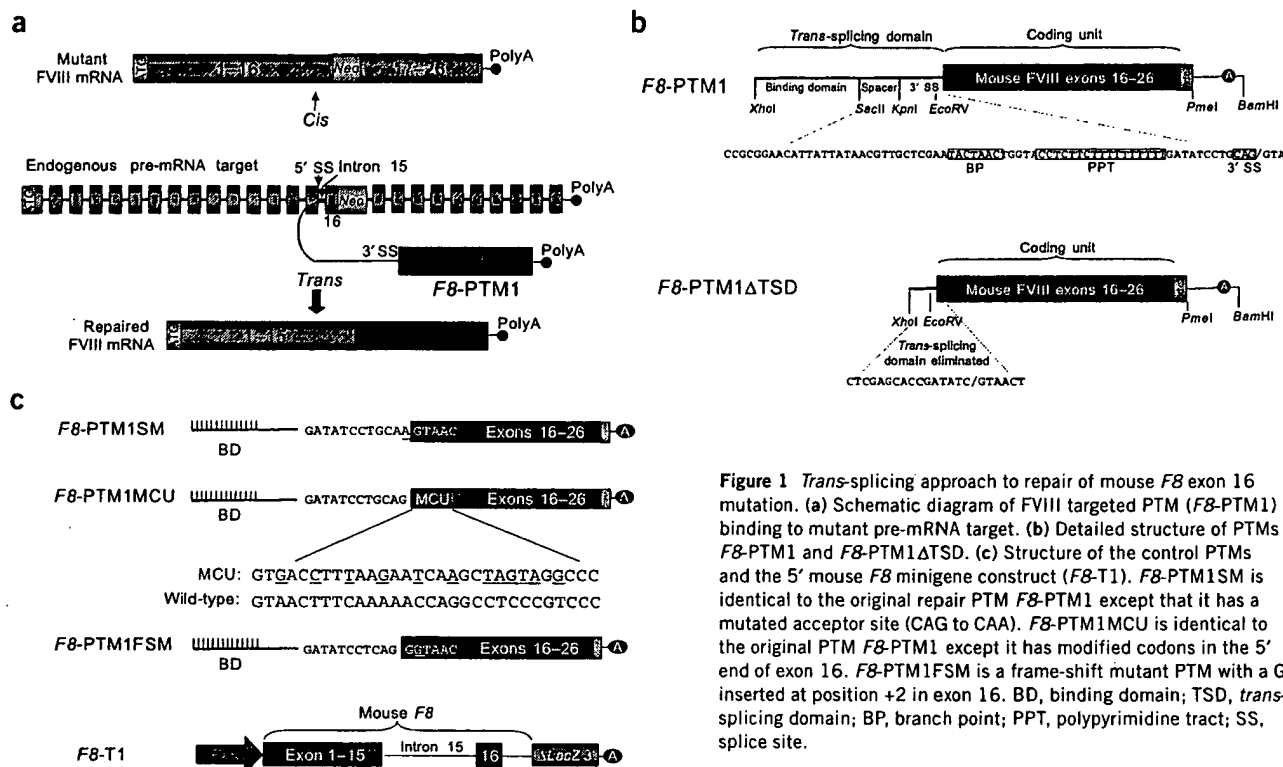 a
Mutant
FVIII mRNA
Neo
PolyA
Cis
Endogenous pre-mRNA target
5' SS
Intron 15
Neo
PolyA
16
3' SS
PolyA
F8-PTM1
Trans
Repaired
FVIII mRNA
PolyA
b
Trans-splicing domain
Coding unit
F8-PTM1
Binding domain
Spacer
3' SS
Mouse FVIII exons 16–26
A
XhoI
SacII
KpnI
EcoRV
PmeI
BamHI
CCGCGGAACATTATTATAACGTTGCTCGAATACTAACTGGTACCTCTTCTTTTTTTTTTGATATCCTGCAG/GTA
BP
PPT
3' SS
Coding unit
F8-PTM1ΔTSD
Mouse FVIII exons 16–26
A
XhoI
EcoRV
PmeI
BamHI
Trans-splicing
domain eliminated
CTCGAGCACCGATATC/GTAACT
c
F8-PTM1SM
BD
GATATCCTGCAAGTAAC Exons 16–26
A
F8-PTM1MCU
BD
GATATCCTGCAG MCU Exons 16–26
A
MCU: GTGACCTTTAAGAATCAAGCTAGTAGGCCC
Wild-type: GTAACTTTCAAAAACCAGGCCTCCCGTCCC
F8-PTM1FSM
BD
GATATCCTCAG GGTAAC Exons 16–26
A
Mouse F8
F8-T1
Exon 1–15
Intron 15
16
ΔLacZ 3'
A
Figure 1 Trans-splicing approach to repair of mouse F8 exon 16
mutation. (a) Schematic diagram of FVIII targeted PTM (F8-PTM1)
binding to mutant pre-mRNA target. (b) Detailed structure of PTMs
F8-PTM1 and F8-PTM1ΔTSD. (c) Structure of the control PTMs
and the 5' mouse F8 minigene construct (F8-T1). F8-PTM1SM is
identical to the original repair PTM F8-PTM1 except that it has a
mutated acceptor site (CAG to CAA). F8-PTM1MCU is identical to
the original PTM F8-PTM1 except it has modified codons in the 5'
end of exon 16. F8-PTM1FSM is a frame-shift mutant PTM with a G
inserted at position +2 in exon 16. BD, binding domain; TSD, trans-
splicing domain; BP, branch point; PPT, polypyrimidine tract; SS,
splice site.